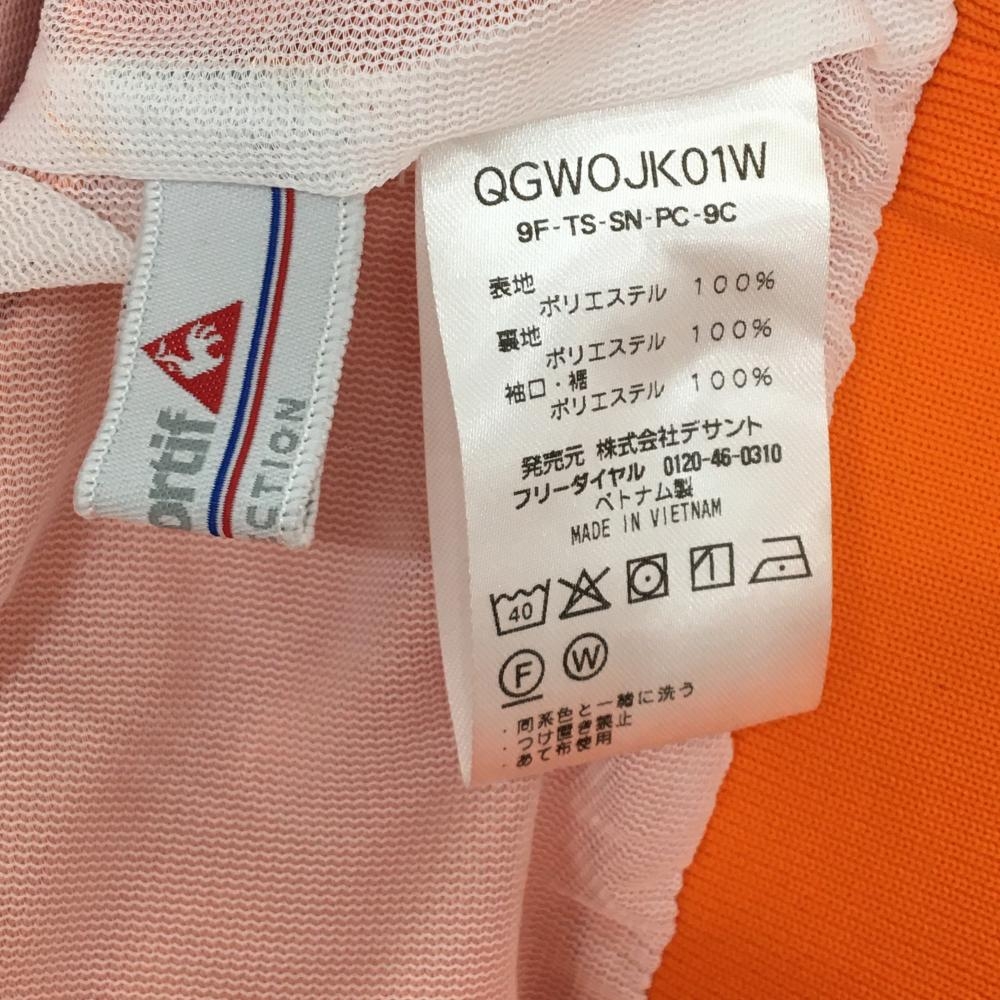 QGWOJK01W
9F-TS-SN-PC-9C
表地
ポリエステル 100%
裏地
ポリエステル 100%
袖口・裾
ポリエステル 100%
発売元 株式会社デサント
フリーダイヤル 0120-46-0310
ベトナム製
MADE IN VIETNAM
40
F W
・同系色と一緒に洗う
・つけ置き禁止
・あて布使用
ortif
CTION